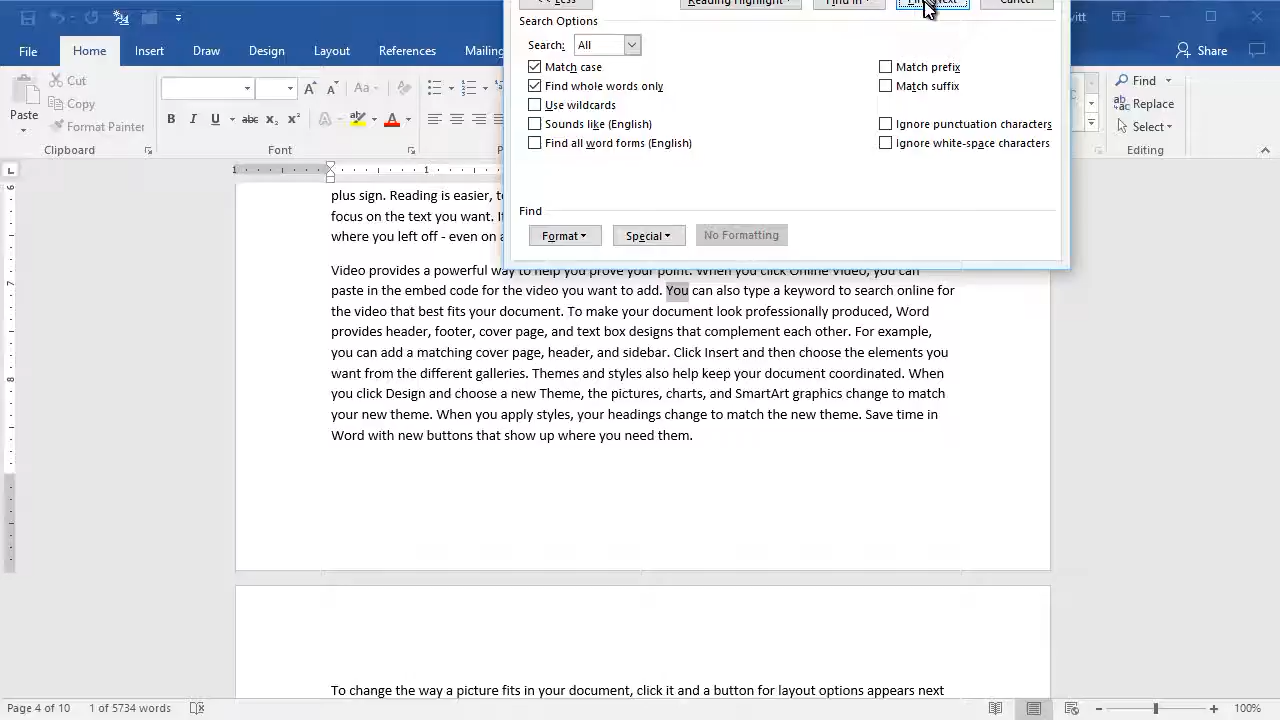 vitt
<< Less Reading Highlight Find In Find Next Cancel
Search Options
File Home Insert Draw Design Layout References Mailing Search: All Share
Match case Match prefix
Cut Find whole words only Match suffix Find
Copy Use wildcards Replace
Paste Format Painter Sounds like (English) Ignore punctuation characters Select
Find all word forms (English) Ignore white-space characters
Clipboard Font P Editing
plus sign. Reading is easier, to
Find
focus on the text you want. I
where you left off - even on a Format Special No Formatting
Video provides a powerful way to help you prove your point. When you click Online Video, you can
paste in the embed code for the video you want to add. You can also type a keyword to search online for
the video that best fits your document. To make your document look professionally produced, Word
provides header, footer, cover page, and text box designs that complement each other. For example,
you can add a matching cover page, header, and sidebar. Click Insert and then choose the elements you
want from the different galleries. Themes and styles also help keep your document coordinated. When
you click Design and choose a new Theme, the pictures, charts, and SmartArt graphics change to match
your new theme. When you apply styles, your headings change to match the new theme. Save time in
Word with new buttons that show up where you need them.
To change the way a picture fits in your document, click it and a button for layout options appears next
Page 4 of 10 1 of 5734 words 100%